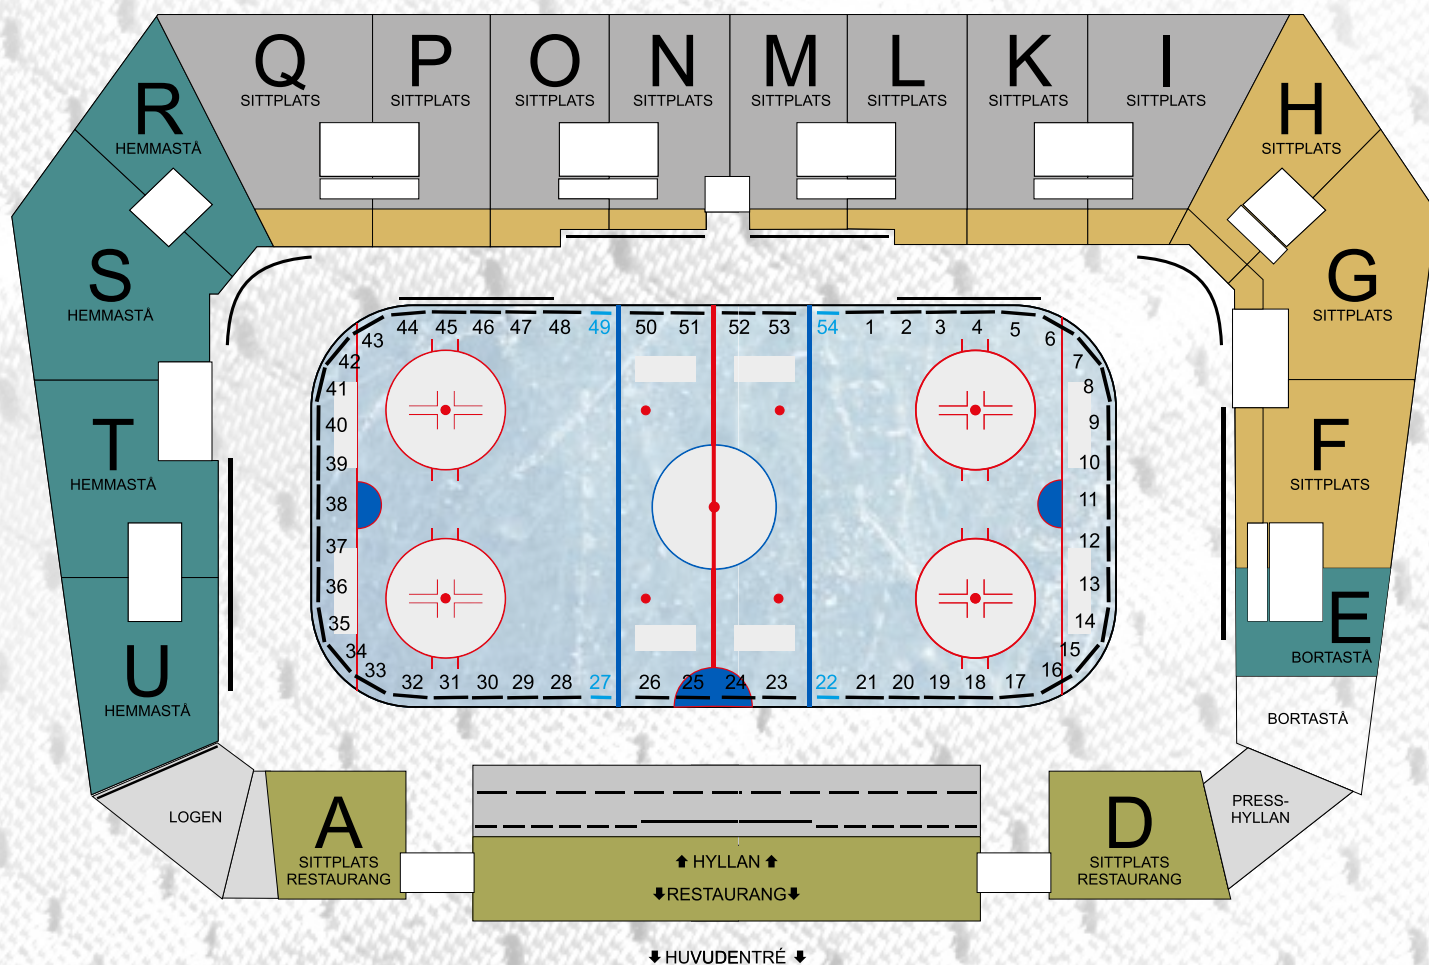 Q
SITTPLATS
P
SITTPLATS
O
SITTPLATS
N
SITTPLATS
M
SITTPLATS
L
SITTPLATS
K
SITTPLATS
I
SITTPLATS
R
HEMMASTÅ
H
SITTPLATS
S
HEMMASTÅ
G
SITTPLATS
T
HEMMASTÅ
F
SITTPLATS
U
HEMMASTÅ
E
BORTASTÅ
BORTASTÅ
43 44 45 46 47 48 49 50 51 52 53 54 1 2 3 4 5 6
42 7
41 8
40 9
39 10
38 11
37 12
36 13
35 14
34 15
33 32 31 30 29 28 27 26 25 24 23 22 21 20 19 18 17 16
LOGEN
PRESS-
HYLLAN
A
SITTPLATS
RESTAURANG
D
SITTPLATS
RESTAURANG
HYLLAN
RESTAURANG
HUVUDENTRÉ